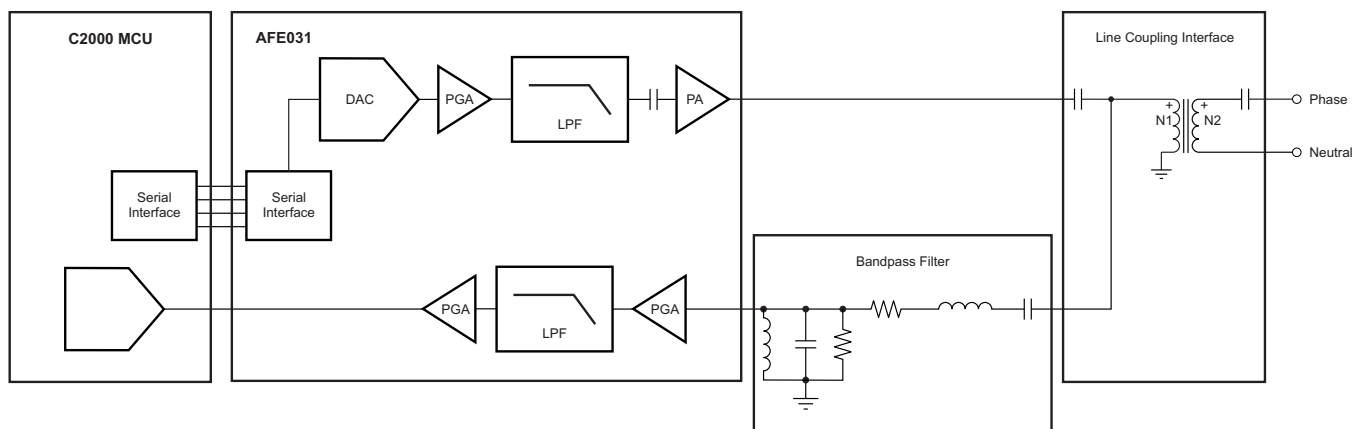 C2000 MCU
AFE031
Line Coupling Interface
DAC
PGA
LPF
PA
+
N1
+
N2
Phase
Neutral
Serial
Interface
Serial
Interface
Bandpass Filter
PGA
LPF
PGA